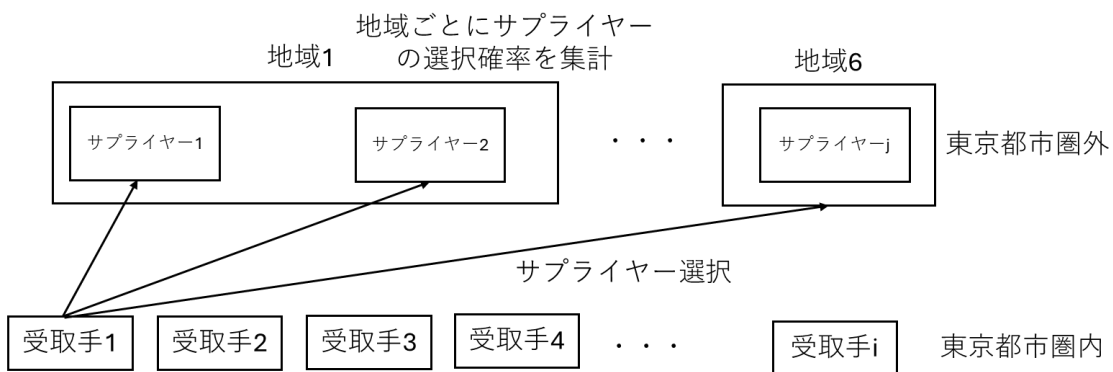 地域ごとにサプライヤー
の選択確率を集計
地域1
地域6
サプライヤー1
サプライヤー2
・・・
サプライヤーj
東京都市圏外
サプライヤー選択
受取手1
受取手2
受取手3
受取手4
・・・
受取手i
東京都市圏内